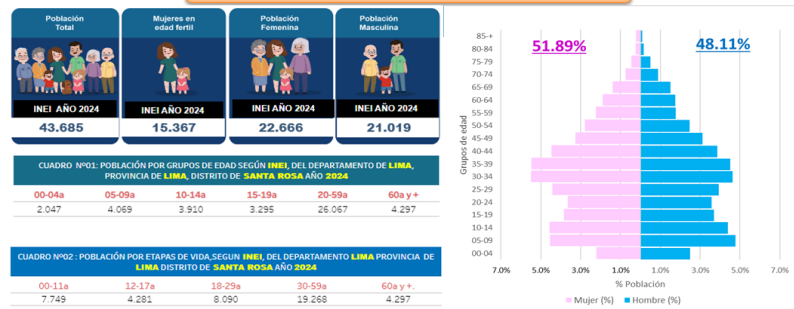 Población
Total
INEI AÑO 2024
43.685
Mujeres en
edad fertil
INEI AÑO 2024
15.367
Población
Femenina
INEI AÑO 2024
22.666
Población
Masculina
INEI AÑO 2024
21.019
CUADRO Nº01: POBLACIÓN POR GRUPOS DE EDAD SEGÚN INEI, DEL DEPARTAMENTO DE LIMA,
PROVINCIA DE LIMA, DISTRITO DE SANTA ROSA AÑO 2024
00-04a 05-09a 10-14a 15-19a 20-59a 60a y +
2.047 4.069 3.910 3.295 26.067 4.297
CUADRO Nº02 : POBLACIÓN POR ETAPAS DE VIDA,SEGUN INEI, DEL DEPARTAMENTO LIMA PROVINCIA DE
LIMA DISTRITO DE SANTA ROSA AÑO 2024
00-11a 12-17a 18-29a 30-59a 60a y +.
7.749 4.281 8.090 19.268 4.297
51.89% 48.11%
Grupos de edad
85-+
80-84
75-79
70-74
65-69
60-64
55-59
50-54
45-49
40-44
35-39
30-34
25-29
20-24
15-19
10-14
05-09
00-04
7.0% 5.0% 3.0% 1.0% 1.0% 3.0% 5.0% 7.0%
% Población
Mujer (%) Hombre (%)